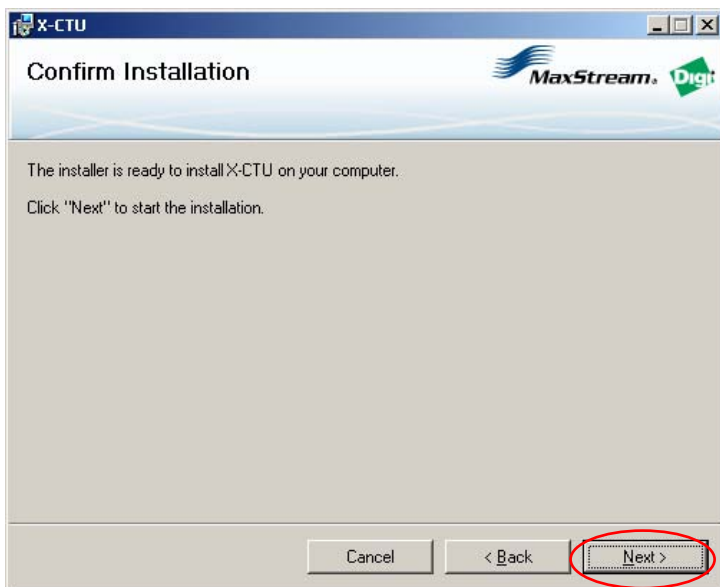 X-CTU
Confirm Installation
MaxStream. Digi
The installer is ready to install X-CTU on your computer.
Click "Next" to start the installation.
Cancel
< Back
Next >